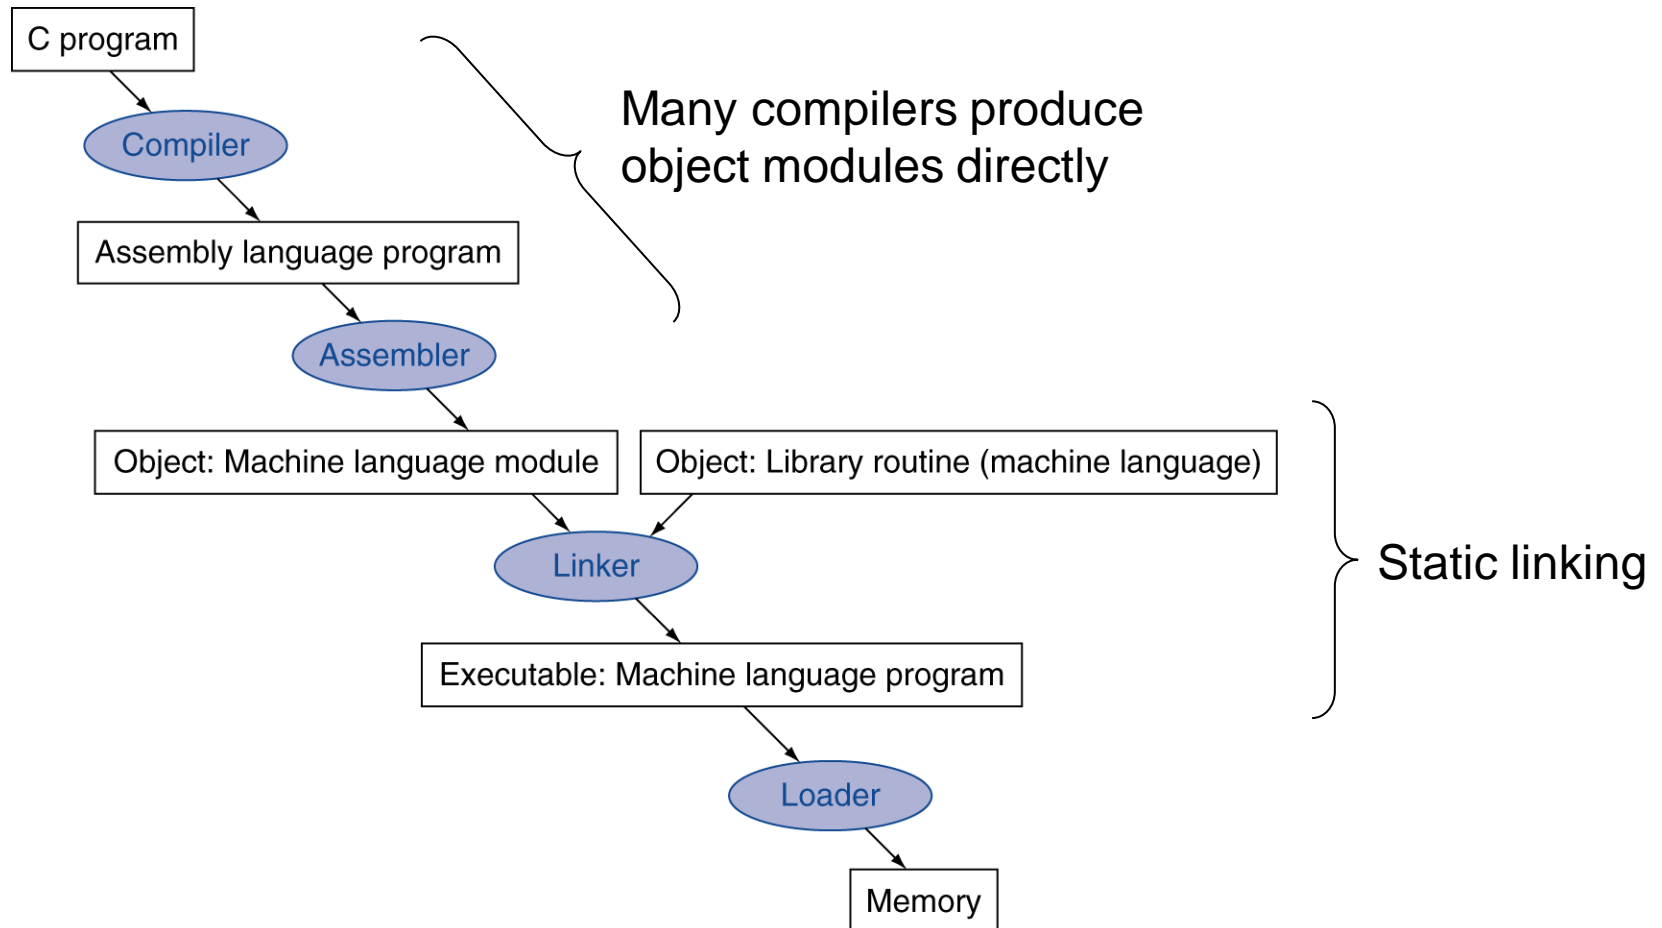 C program
Many compilers produce
object modules directly
Compiler
Assembly language program
Assembler
Object: Machine language module
Object: Library routine (machine language)
Linker
Static linking
Executable: Machine language program
Loader
Memory